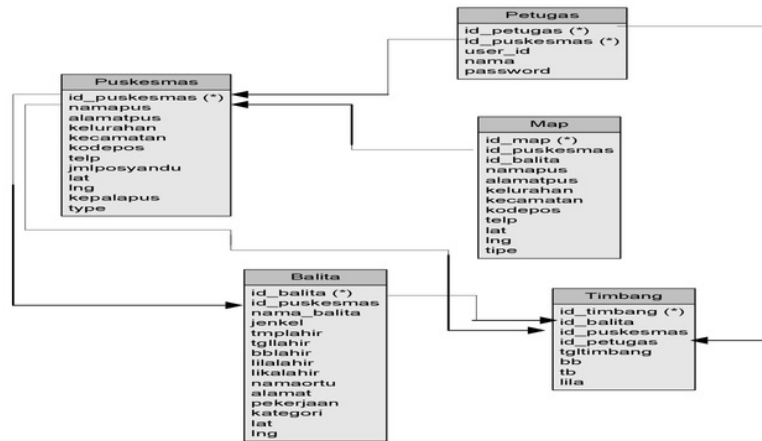 Petugas
id_petugas (*)
id_puskesmas (*)
user_id
nama
password
Puskesmas
id_puskesmas (*)
namapus
alamatpus
kelurahan
kecamatan
kodepos
telp
jmlposyandu
lat
lng
kepalapus
type
Map
id_map (*)
id_puskesmas
id_balita
namapus
alamatpus
kelurahan
kecamatan
kodepos
telp
lat
lng
tipe
Balita
id_balita (*)
id_puskesmas
nama_balita
jenkel
tmplahir
tgllahir
bblahir
lilalahir
likalahir
namaortu
alamat
pekerjaan
kategori
lat
lng
Timbang
id_timbang (*)
id_balita
id_puskesmas
id_petugas
tgltimbang
bb
tb
lila